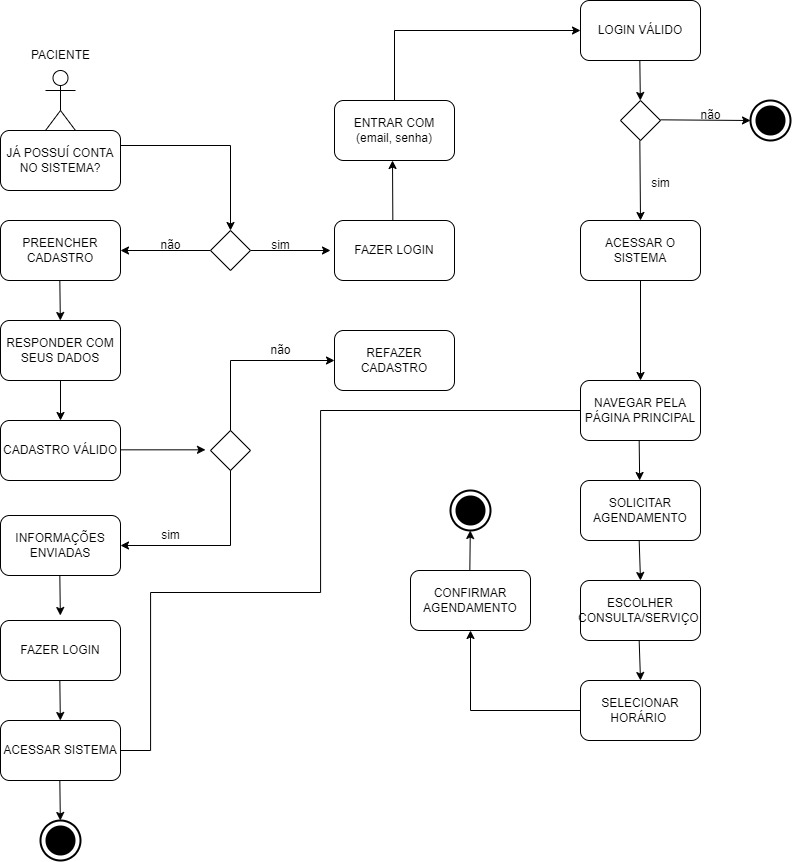 PACIENTE
JÁ POSSUÍ CONTA
NO SISTEMA?
não
sim
PREENCHER
CADASTRO
RESPONDER COM
SEUS DADOS
CADASTRO VÁLIDO
não
REFAZER
CADASTRO
sim
INFORMAÇÕES
ENVIADAS
FAZER LOGIN
ACESSAR SISTEMA
FAZER LOGIN
ENTRAR COM
(email, senha)
LOGIN VÁLIDO
não
sim
ACESSAR O
SISTEMA
NAVEGAR PELA
PÁGINA PRINCIPAL
SOLICITAR
AGENDAMENTO
ESCOLHER
CONSULTA/SERVIÇO
SELECIONAR
HORÁRIO
CONFIRMAR
AGENDAMENTO